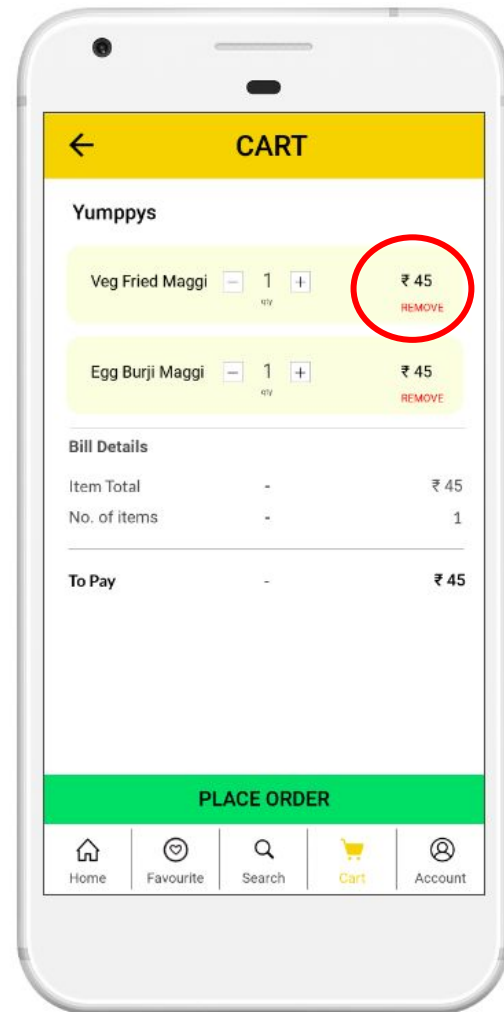 CART
Yumppys
Veg Fried Maggi − 1 + ₹ 45
qty REMOVE
Egg Burji Maggi − 1 + ₹ 45
qty REMOVE
Bill Details
Item Total - ₹ 45
No. of items - 1
To Pay - ₹ 45
PLACE ORDER
Home Favourite Search Cart Account